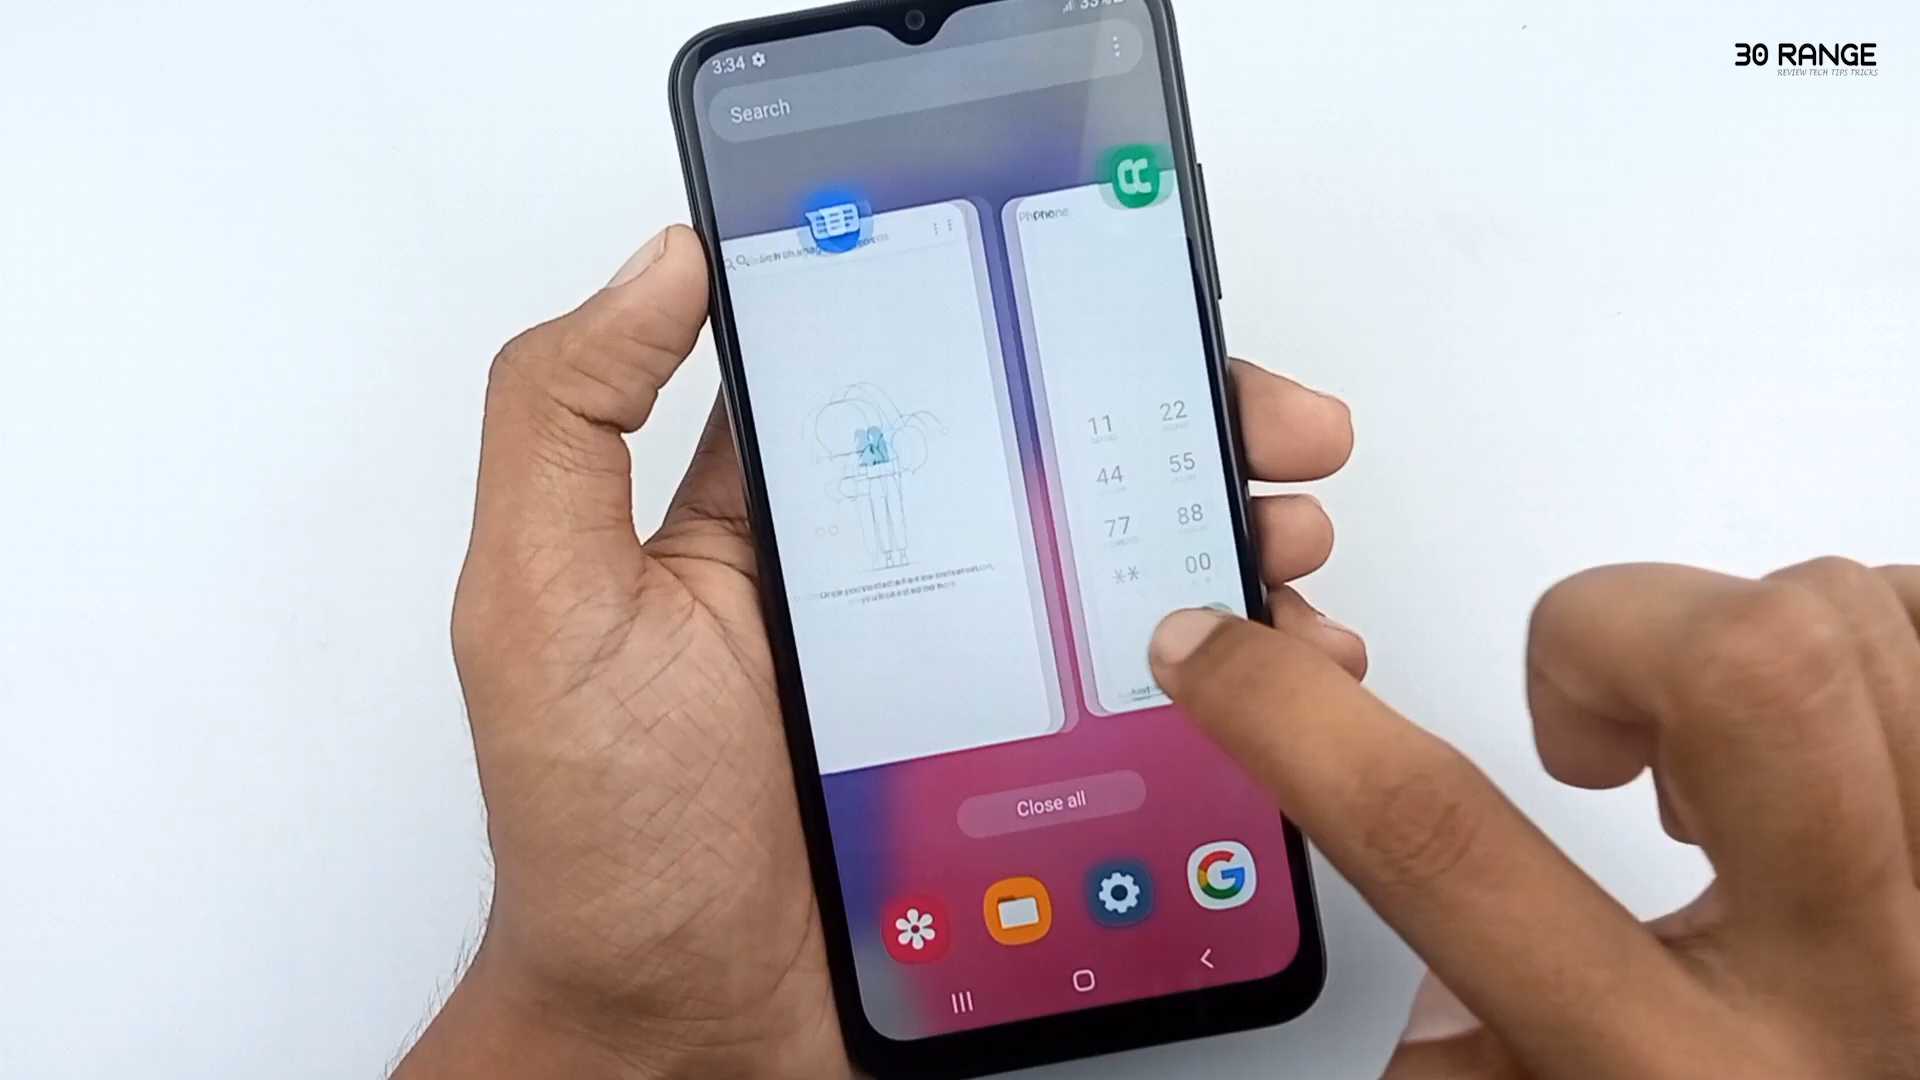 30 RANGE
REVIEW TECH TIPS TRICKS
3:34
33%
Search
Phone
11 22
44 55
77 88
** 00
Close all